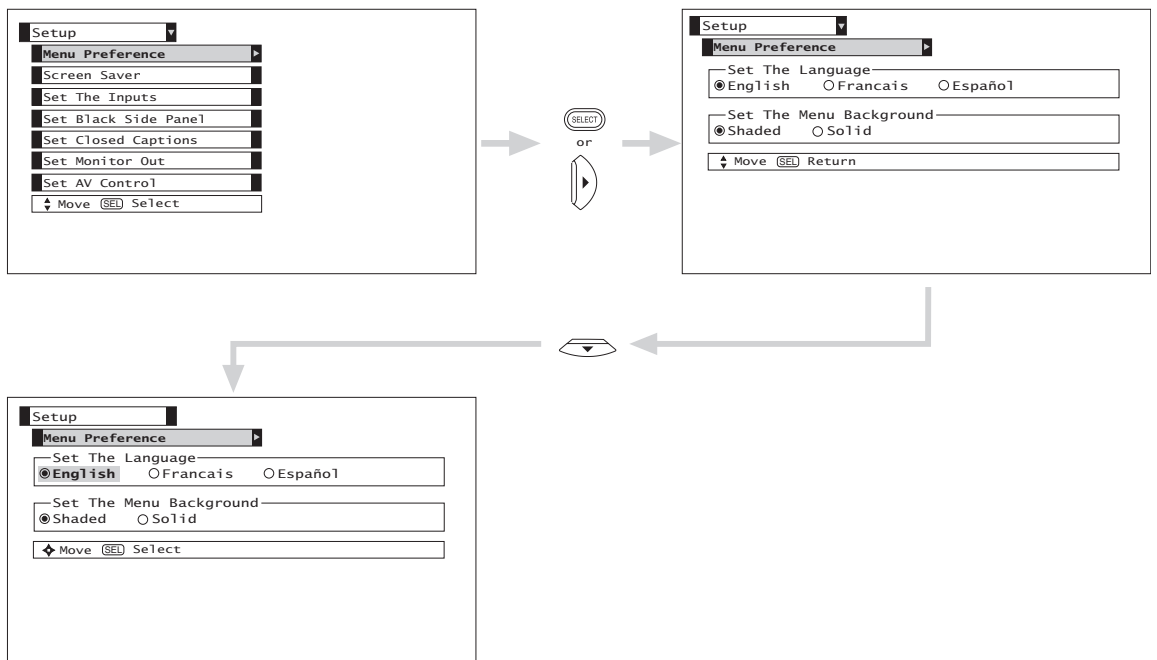 Setup
Menu Preference
Screen Saver
Set The Inputs
Set Black Side Panel
Set Closed Captions
Set Monitor Out
Set AV Control
Move SEL Select
SELECT
or
Setup
Menu Preference
Set The Language
English Francais Español
Set The Menu Background
Shaded Solid
Move SEL Return
Setup
Menu Preference
Set The Language
English Francais Español
Set The Menu Background
Shaded Solid
Move SEL Select